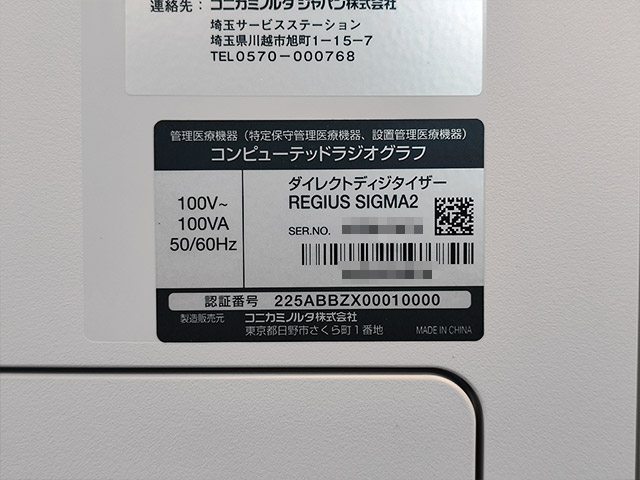 連絡先：コニカミノルタジャパン株式会社
埼玉サービスステーション
埼玉県川越市旭町1-15-7
TEL0570-000768
管理医療機器（特定保守管理医療機器、設置管理医療機器）
コンピューテッドラジオグラフ
ダイレクトディジタイザー
REGIUS SIGMA2
100V~
100VA
50/60Hz
SER.NO.
認証番号 225ABBZX00010000
製造販売元 コニカミノルタ株式会社
東京都日野市さくら町1番地
MADE IN CHINA